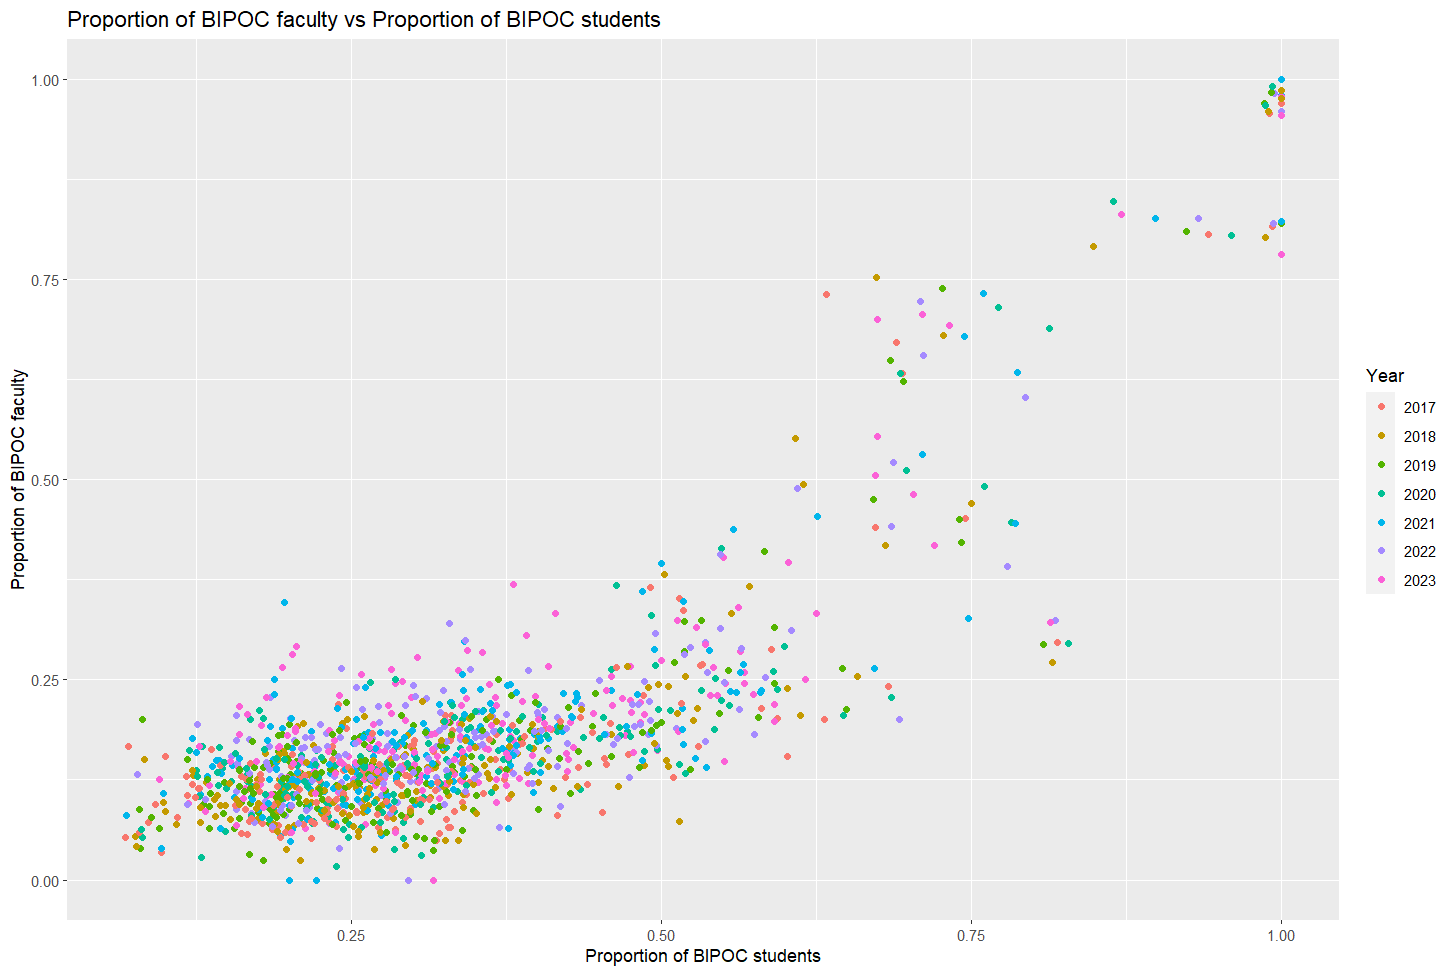 Proportion of BIPOC faculty vs Proportion of BIPOC students
1.00
0.75
0.50
0.25
0.00
Proportion of BIPOC faculty
0.25 0.50 0.75 1.00
Proportion of BIPOC students
Year
2017
2018
2019
2020
2021
2022
2023